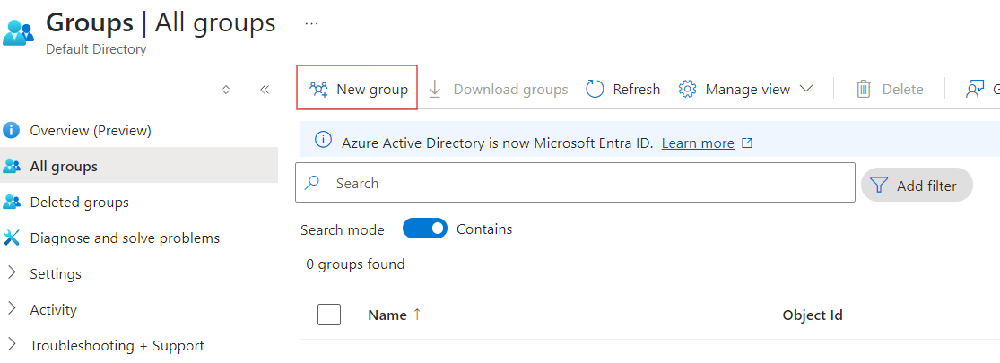 Groups | All groups ...
Default Directory
New group Download groups Refresh Manage view Delete G
Overview (Preview)
Azure Active Directory is now Microsoft Entra ID. Learn more
All groups
Search Add filter
Deleted groups
Search mode Contains
Diagnose and solve problems
0 groups found
Settings
Activity
Name ↑ Object Id
Troubleshooting + Support